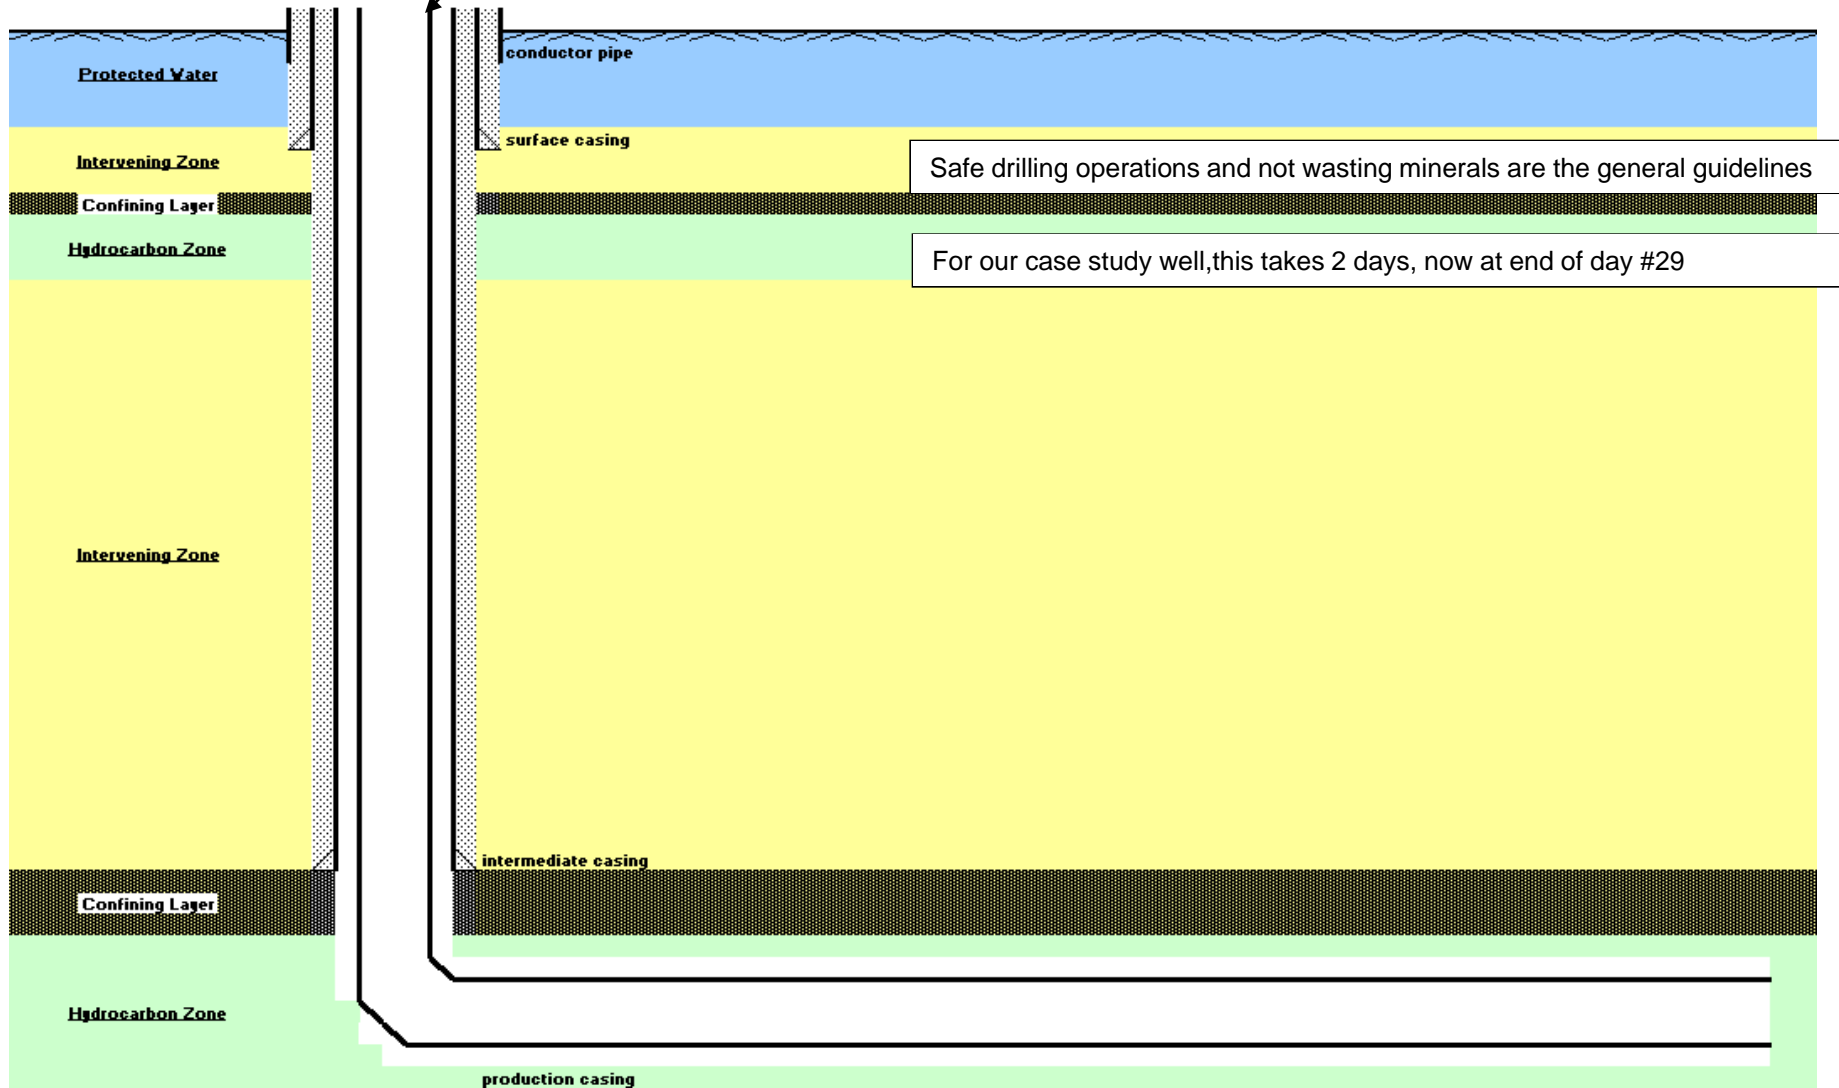 conductor pipe
Protected Water
surface casing
Intervening Zone
Safe drilling operations and not wasting minerals are the general guidelines
Confining Layer
Hydrocarbon Zone
For our case study well,this takes 2 days, now at end of day #29
Intervening Zone
intermediate casing
Confining Layer
Hydrocarbon Zone
production casing